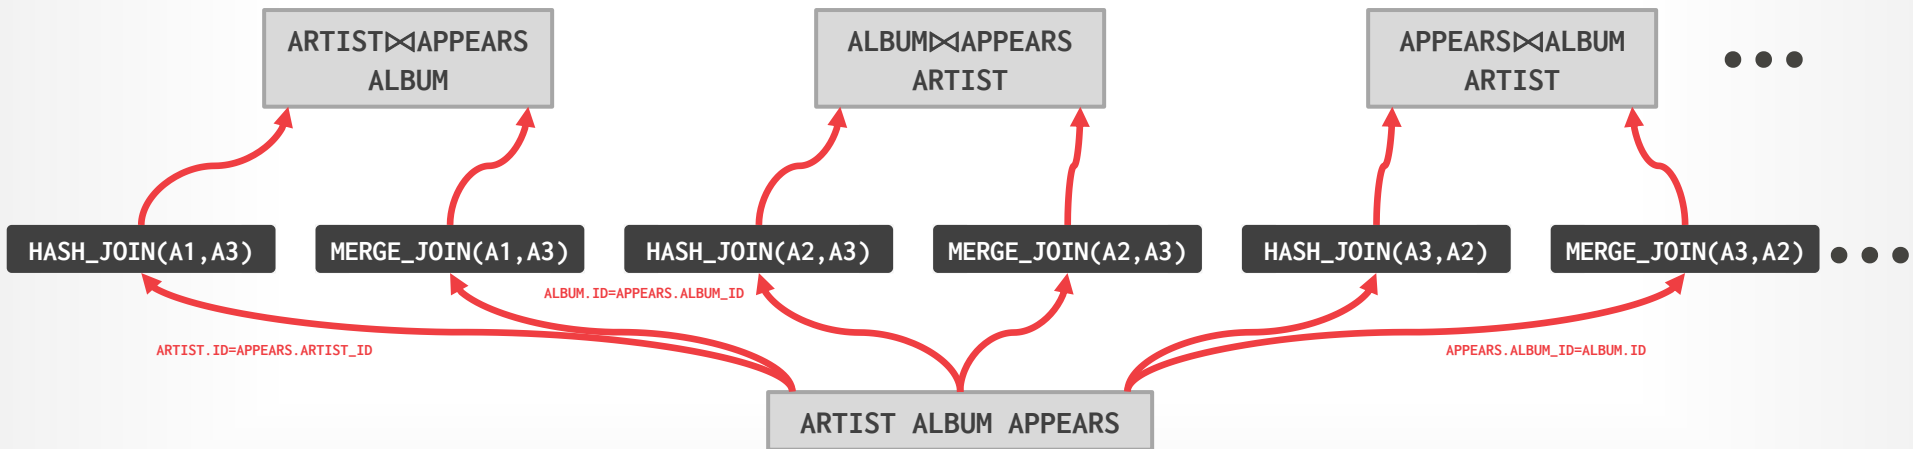 ARTIST⋈APPEARS
ALBUM
ALBUM⋈APPEARS
ARTIST
APPEARS⋈ALBUM
ARTIST
HASH_JOIN(A1,A3)
MERGE_JOIN(A1,A3)
HASH_JOIN(A2,A3)
MERGE_JOIN(A2,A3)
HASH_JOIN(A3,A2)
MERGE_JOIN(A3,A2)
ALBUM.ID=APPEARS.ALBUM_ID
ARTIST.ID=APPEARS.ARTIST_ID
APPEARS.ALBUM_ID=ALBUM.ID
ARTIST ALBUM APPEARS